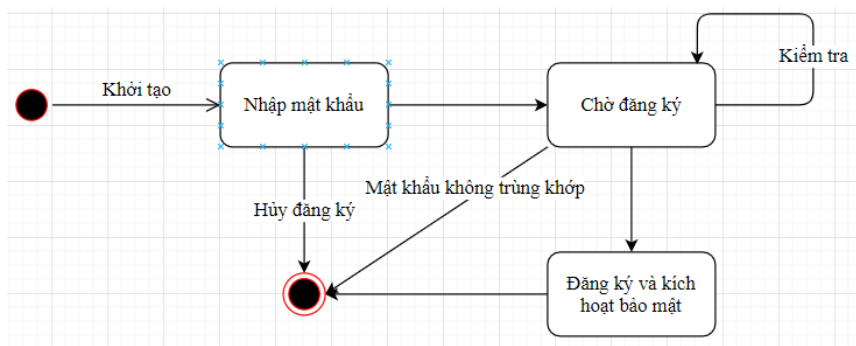 Kiểm tra
Khởi tạo
Nhập mật khẩu
Chờ đăng ký
Mật khẩu không trùng khớp
Hủy đăng ký
Đăng ký và kích
hoạt bảo mật